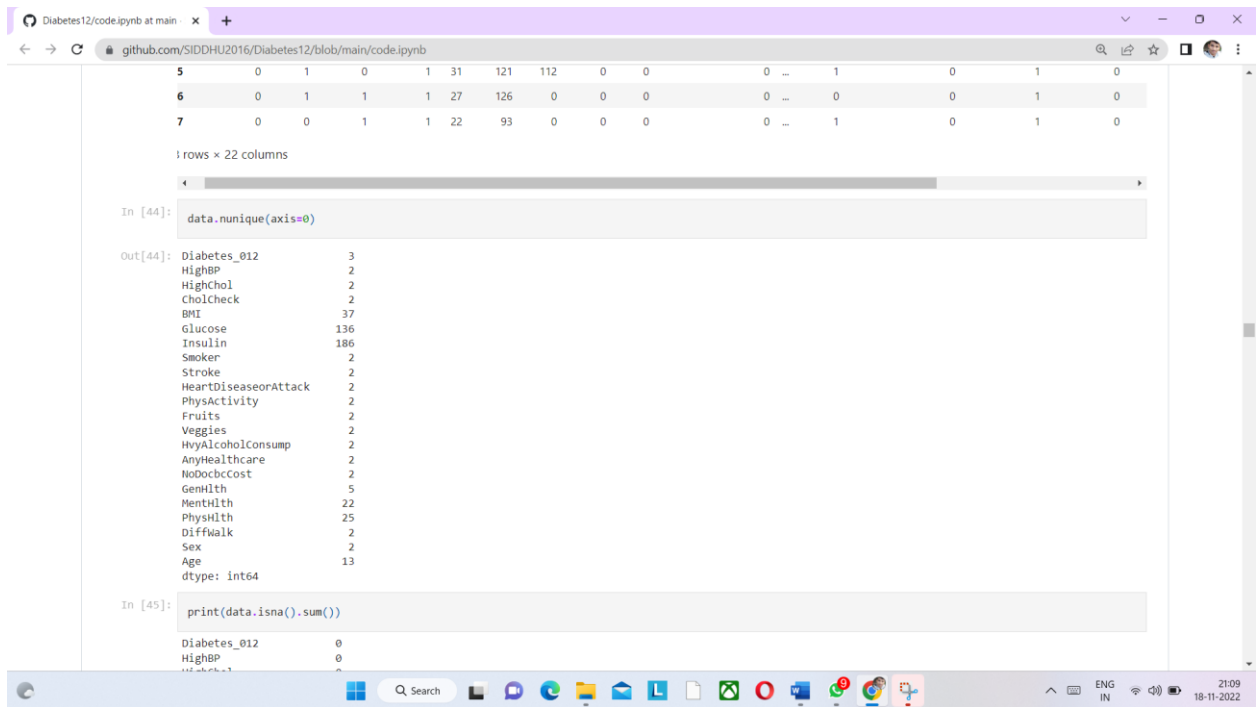 Diabetes12/code.ipynb at main
github.com/SIDDHU2016/Diabetes12/blob/main/code.ipynb
5 0 1 0 1 31 121 112 0 0 0 ... 1 0 1 0
6 0 1 1 1 27 126 0 0 0 0 ... 0 0 1 0
7 0 0 1 1 22 93 0 0 0 0 ... 1 0 1 0
rows × 22 columns
In [44]: data.nunique(axis=0)
Out[44]: Diabetes_012 3
HighBP 2
HighChol 2
CholCheck 2
BMI 37
Glucose 136
Insulin 186
Smoker 2
Stroke 2
HeartDiseaseorAttack 2
PhysActivity 2
Fruits 2
Veggies 2
HvyAlcoholConsump 2
AnyHealthcare 2
NoDocbcCost 2
GenHlth 5
MentHlth 22
PhysHlth 25
DiffWalk 2
Sex 2
Age 13
dtype: int64
In [45]: print(data.isna().sum())
Diabetes_012 0
HighBP 0
HighChol 0
Search L 9 ENG 21:09
IN 18-11-2022